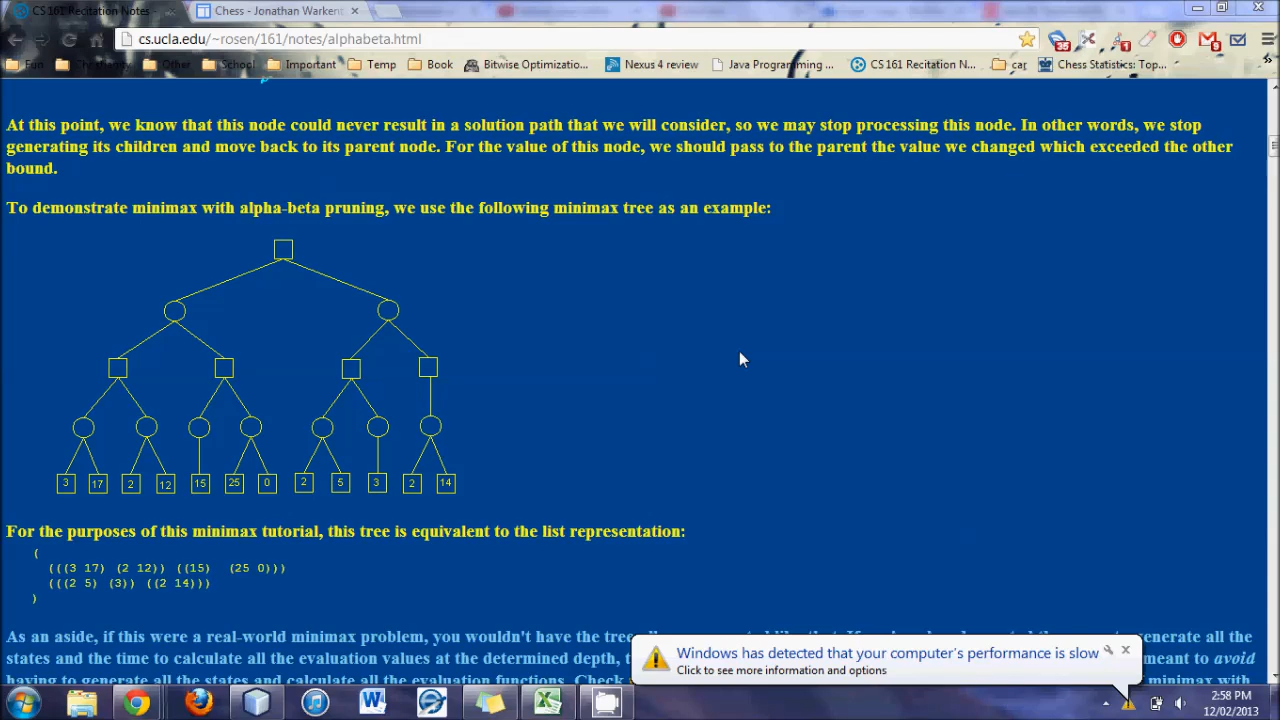 CS 161 Recitation Notes
Chess - Jonathan Warkent
cs.ucla.edu/~rosen/161/notes/alphabeta.html
35
1
9
Fun
Other
School
Important
Temp
Book
Bitwise Optimizatio...
Nexus 4 review
Java Programming ...
CS 161 Recitation N...
car
Chess Statistics: Top...
At this point, we know that this node could never result in a solution path that we will consider, so we may stop processing this node. In other words, we stop
generating its children and move back to its parent node. For the value of this node, we should pass to the parent the value we changed which exceeded the other
bound.
To demonstrate minimax with alpha-beta pruning, we use the following minimax tree as an example:
3 17 2 12 15 25 0 2 5 3 2 14
For the purposes of this minimax tutorial, this tree is equivalent to the list representation:
(
(((3 17) (2 12)) ((15) (25 0)))
(((2 5) (3)) ((2 14)))
)
As an aside, if this were a real-world minimax problem, you wouldn't have the tree generate all the
states and the time to calculate all the evaluation values at the determined depth, meant to avoid
having to generate all the states and calculate all the evaluation functions. Check minimax with
Windows has detected that your computer's performance is slow
Click to see more information and options
2:58 PM
12/02/2013